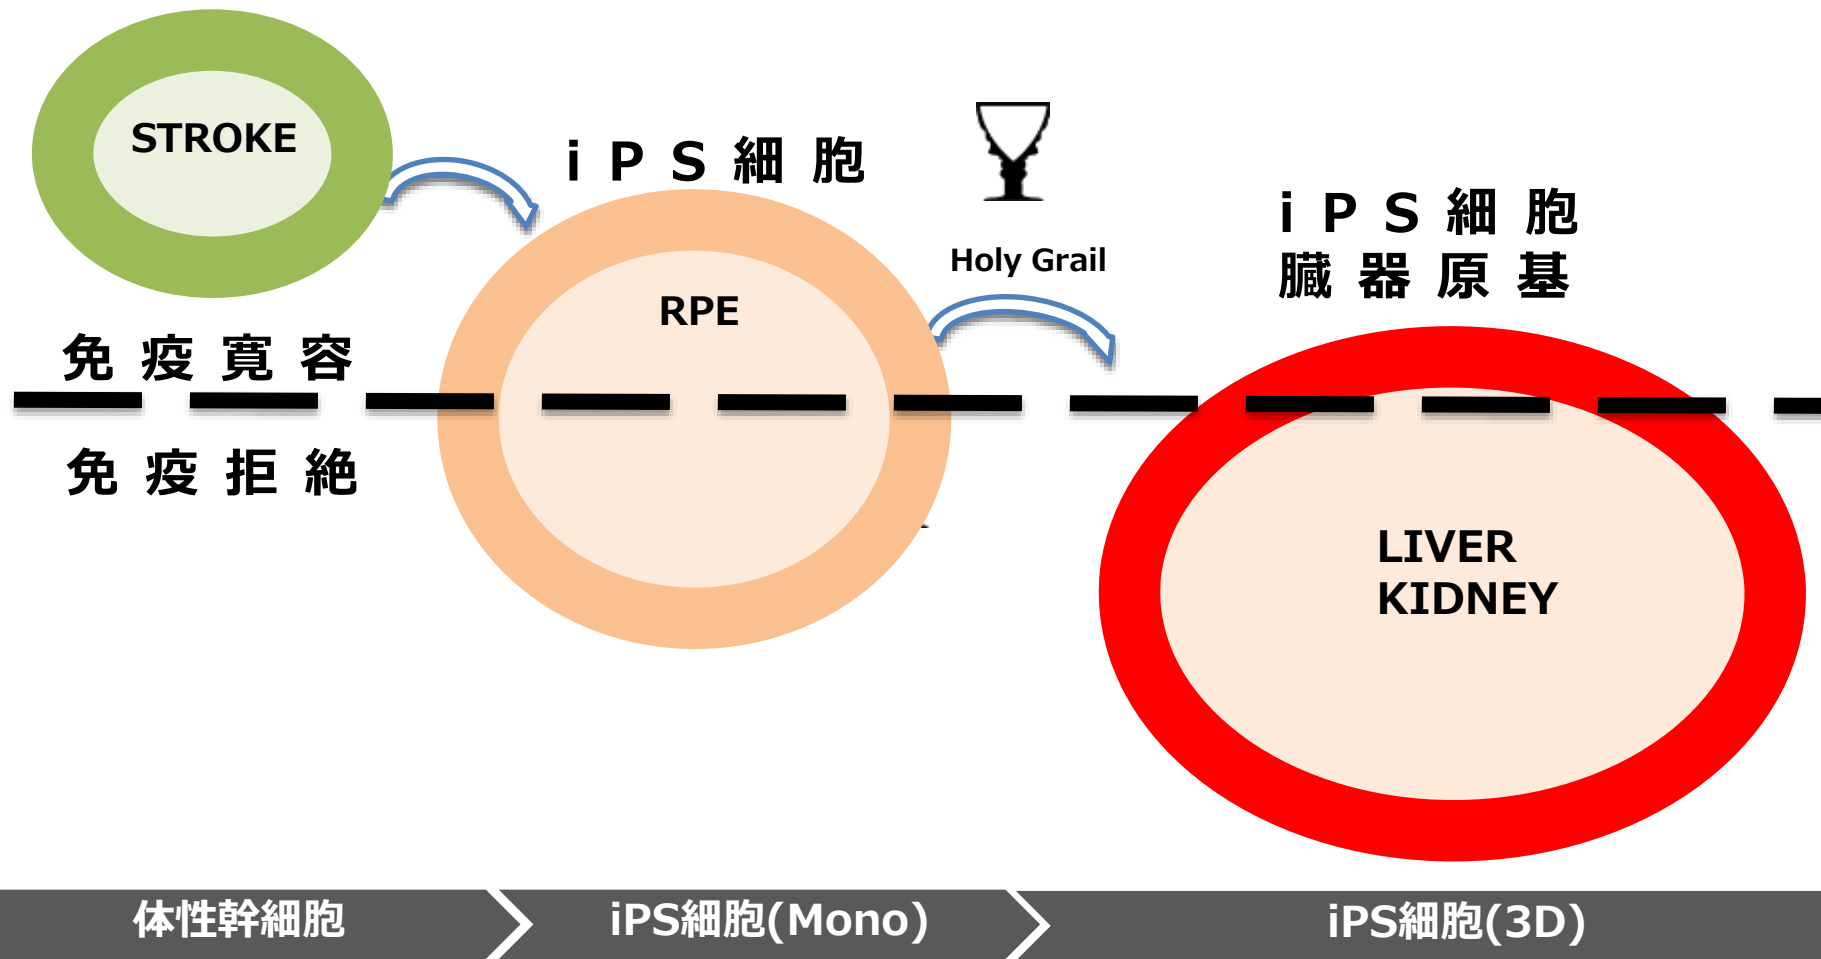 STROKE
iPS細胞
RPE
Holy Grail
iPS細胞
臓器原基
免疫寛容
免疫拒絶
LIVER
KIDNEY
体性幹細胞
iPS細胞(Mono)
iPS細胞(3D)